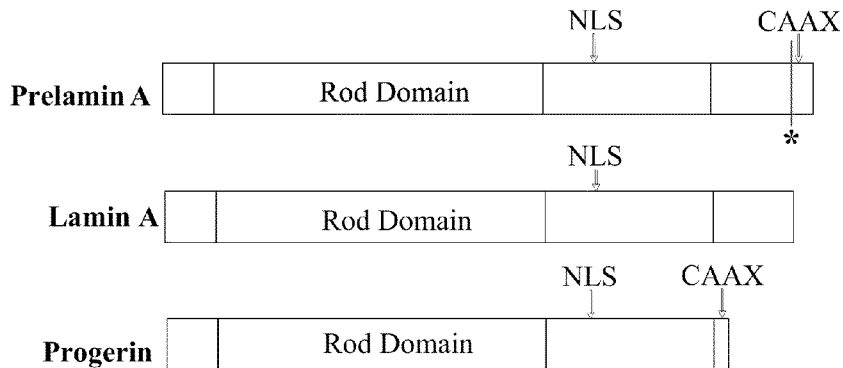 NLS CAAX
Prelamin A Rod Domain
*
NLS
Lamin A Rod Domain
NLS CAAX
Progerin Rod Domain